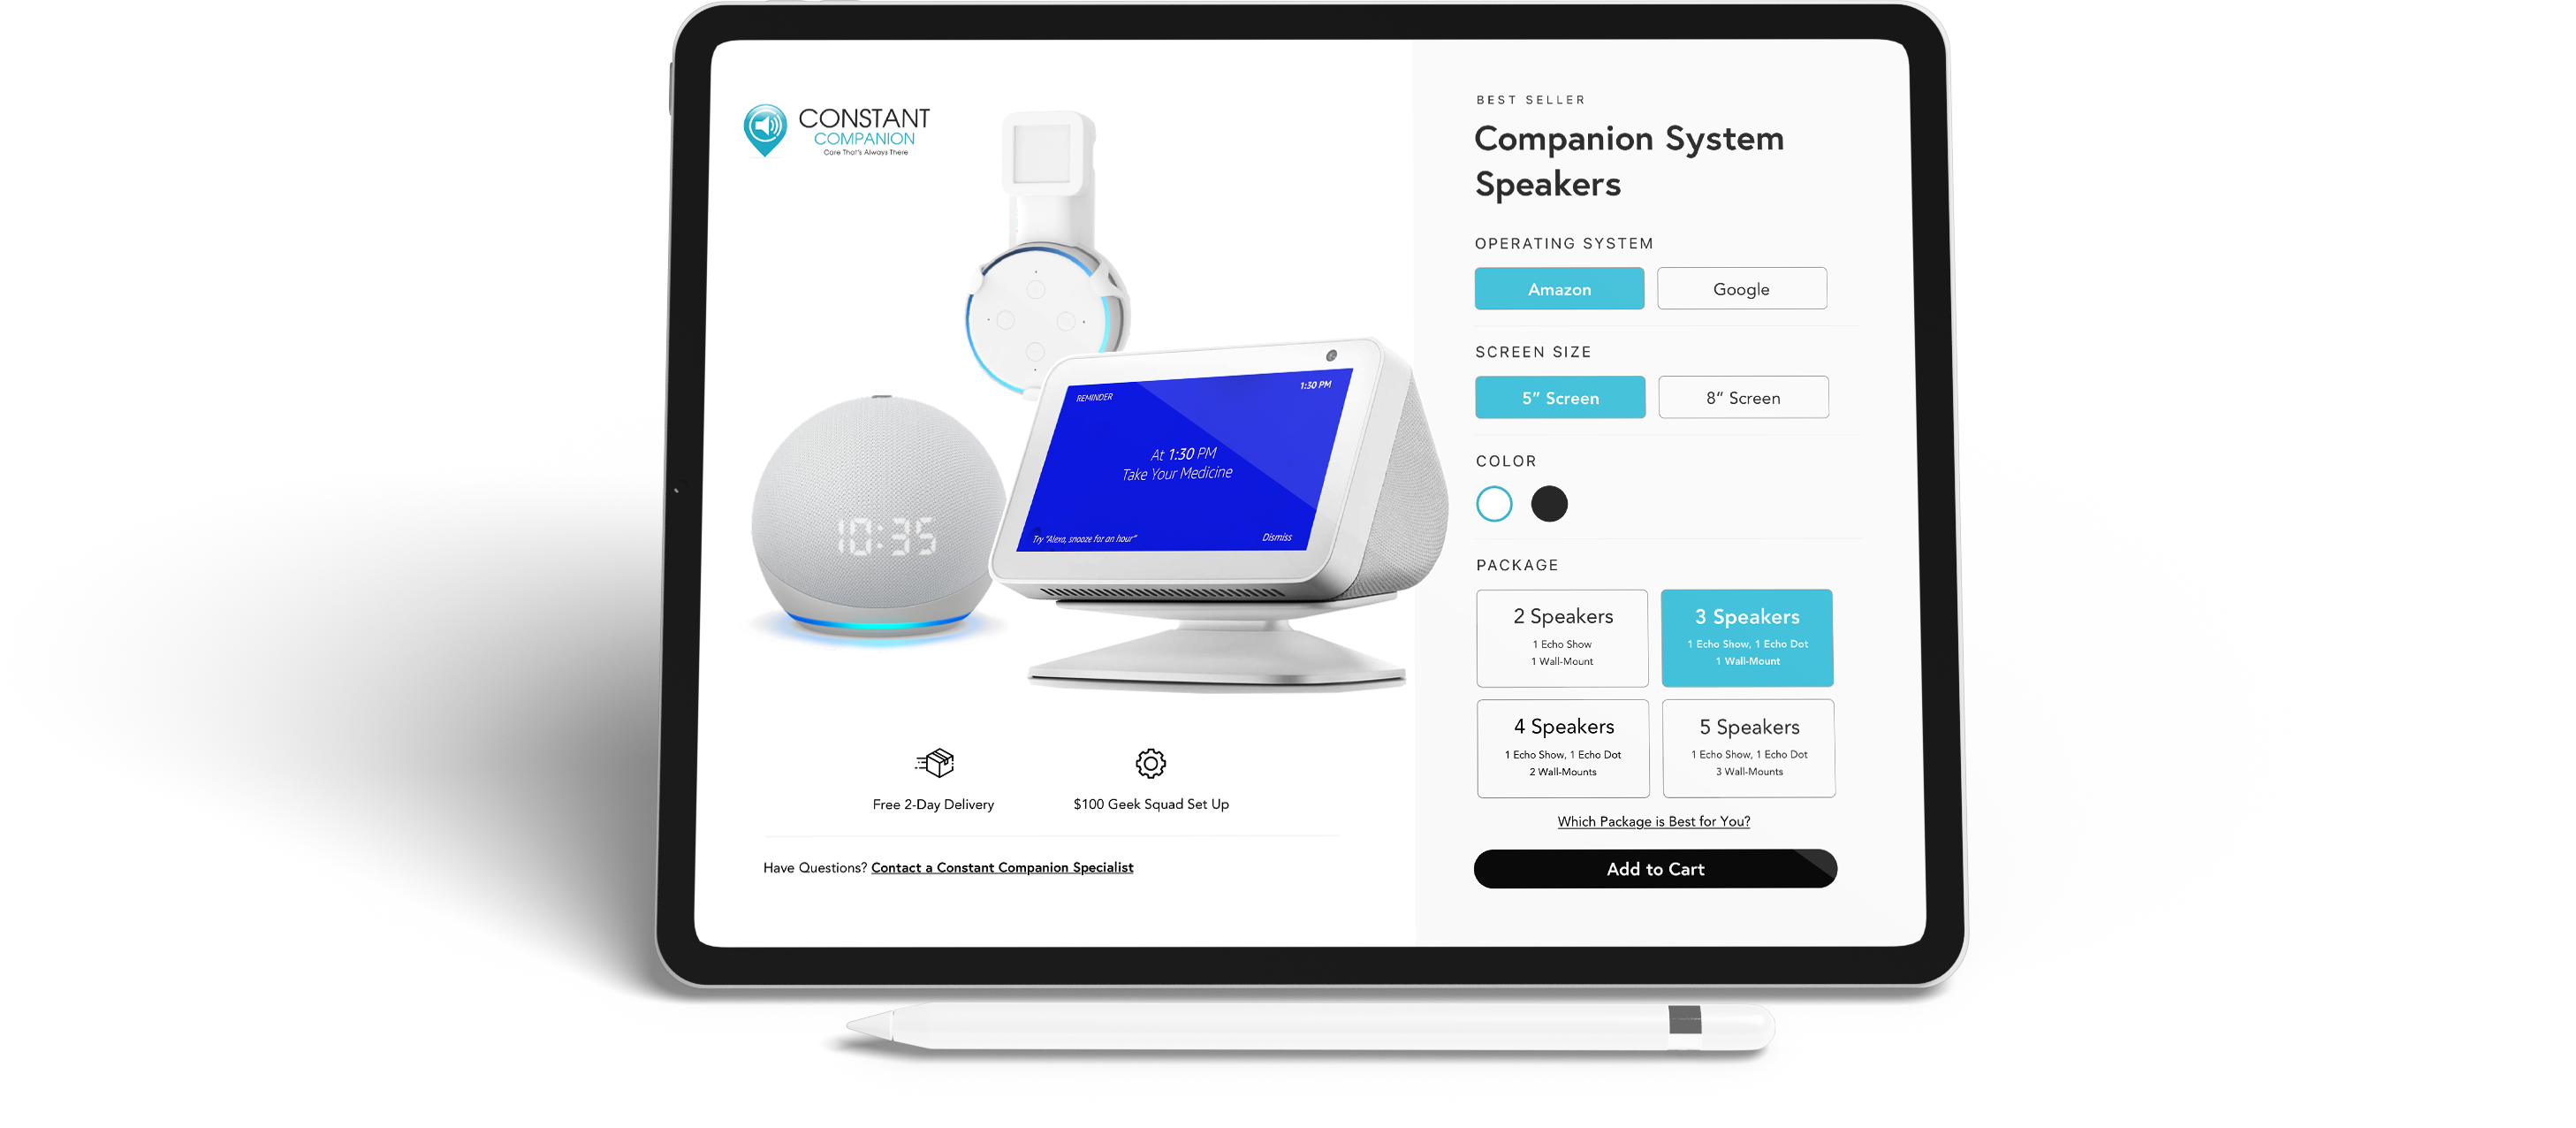 CONSTANT
COMPANION
Care That's Always There
10:35
REMINDER
1:30 PM
At 1:30 PM
Take Your Medicine
Try "Alexa, snooze for an hour"
Dismiss
Free 2-Day Delivery
$100 Geek Squad Set Up
Have Questions? Contact a Constant Companion Specialist
BEST SELLER
Companion System
Speakers
OPERATING SYSTEM
Amazon
Google
SCREEN SIZE
5" Screen
8" Screen
COLOR
PACKAGE
2 Speakers
1 Echo Show
1 Wall-Mount
3 Speakers
1 Echo Show, 1 Echo Dot
1 Wall-Mount
4 Speakers
1 Echo Show, 1 Echo Dot
2 Wall-Mounts
5 Speakers
1 Echo Show, 1 Echo Dot
3 Wall-Mounts
Which Package is Best for You?
Add to Cart